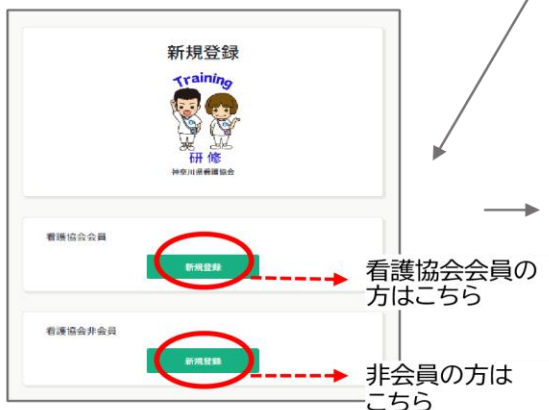 新規登録
Training
研修
神奈川県看護協会
看護協会会員
新規登録
看護協会会員の
方はこちら
看護協会非会員
新規登録
非会員の方は
こちら